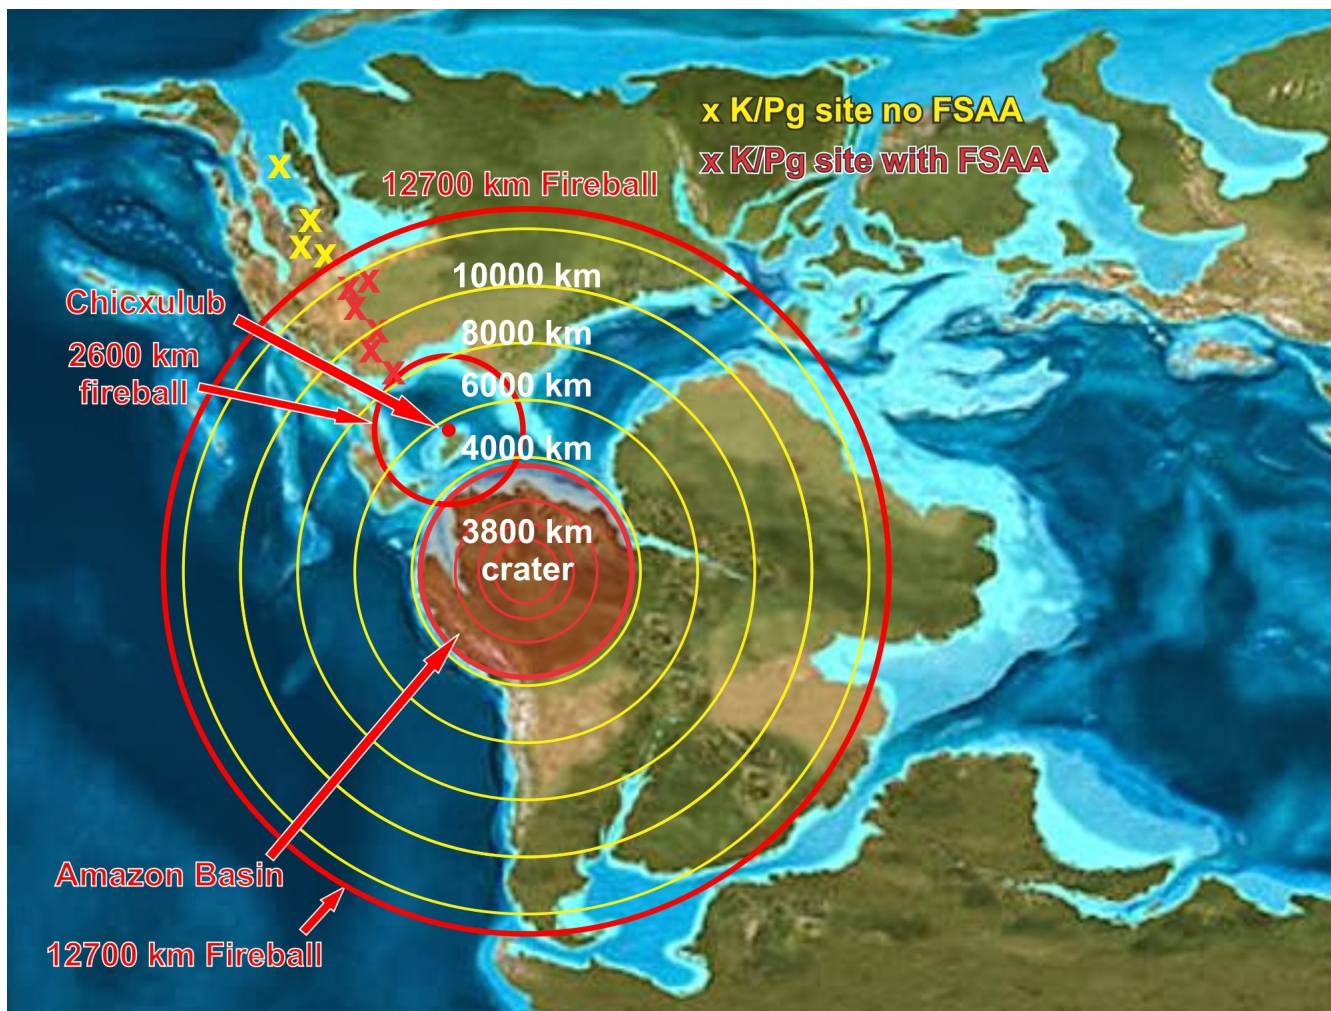 x K/Pg site no FSAA
x K/Pg site with FSAA
12700 km Fireball
x
x
x
x
10000 km
x
x
x
x
x
x
Chicxulub
8000 km
2600 km
fireball
6000 km
4000 km
3800 km
crater
Amazon Basin
12700 km Fireball